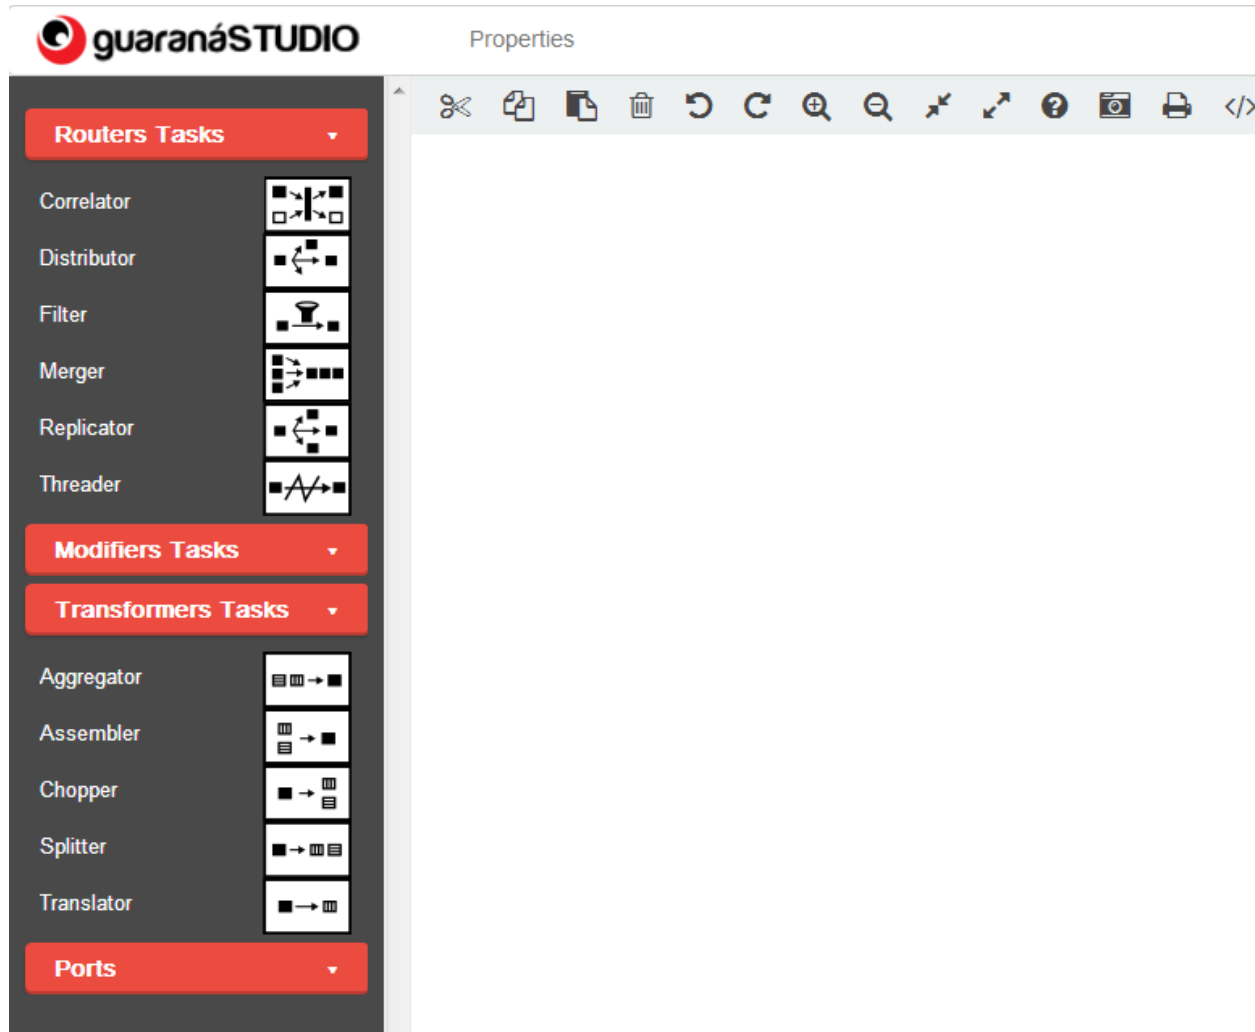 guaranáSTUDIO
Properties
Routers Tasks
Correlator
Distributor
Filter
Merger
Replicator
Threader
Modifiers Tasks
Transformers Tasks
Aggregator
Assembler
Chopper
Splitter
Translator
Ports